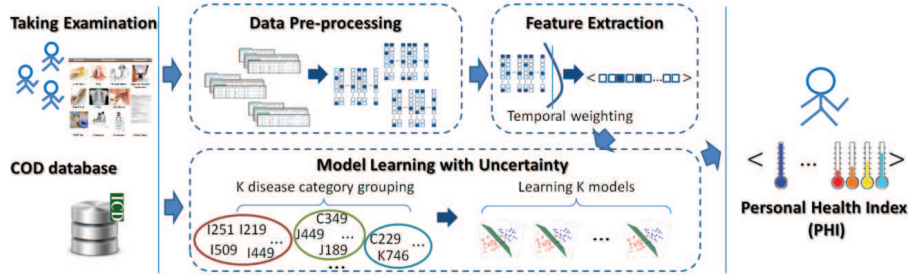 Taking Examination
Data Pre-processing
Feature Extraction
< ... >
Temporal weighting
COD database
ICD
Model Learning with Uncertainty
K disease category grouping
Learning K models
I251 I219 ...
I509 I449
C349
J449 ...
J189
C229 ...
K746
...
...
< ... >
Personal Health Index
(PHI)